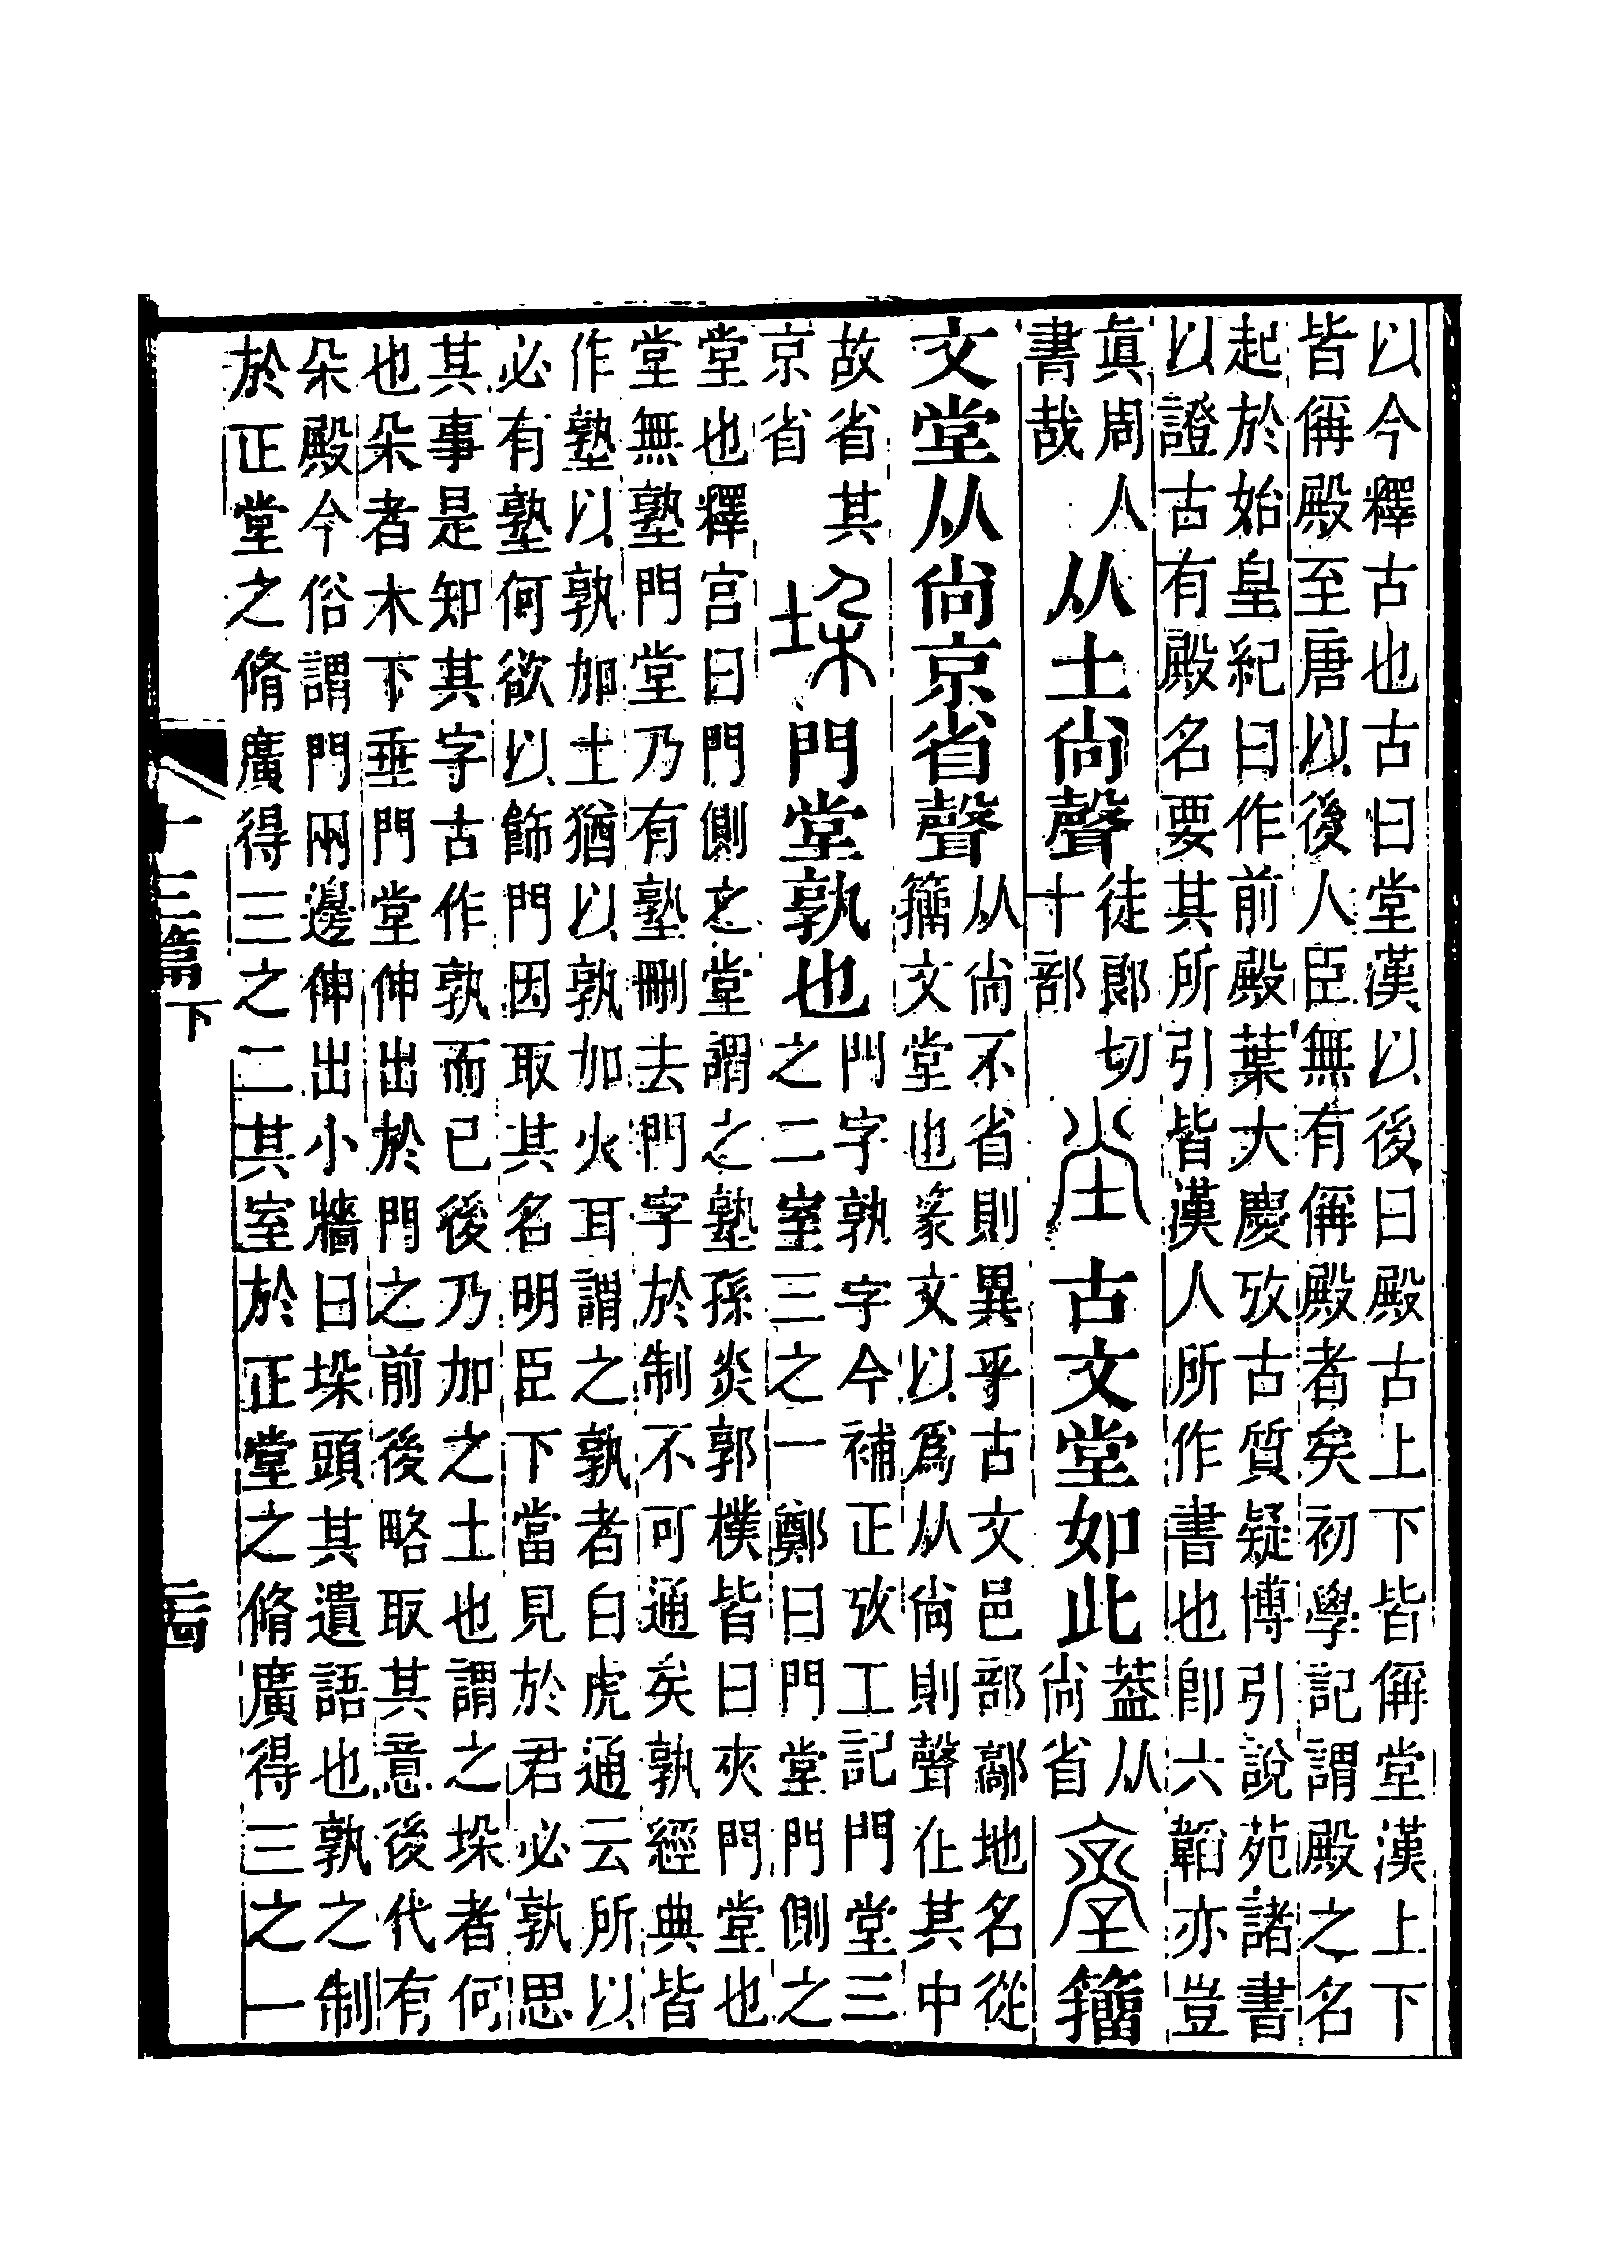 以今釋古也古曰堂漢以後曰殿古上下皆偁堂漢上下
皆偁殿至唐以後人臣無有偁殿者矣初學記謂殿之名
起於始皇紀曰作前殿葉大慶攷古質疑博引說苑諸書
以證古有殿名要其所引皆漢人所作書也卽六韜亦豈
眞周人書哉 从土尙聲 徒郎切十部 坣 古文堂如此 蓋从尙省 籒
文堂从尙京省聲 从尙不省則異乎古文邑部𨞰地名從
籒文堂也篆文以爲从尙則聲在其中
故省其京省 垛 門堂孰也 門字孰字今補正攷工記門堂三
之二室三之一鄭曰門堂門側之
堂也釋宮曰門側之堂謂之塾孫炎郭樸皆曰夾門堂也
堂無塾門堂乃有塾刪去門字於制不可通矣孰經典皆
作塾以孰加土猶以孰加火耳謂之孰者白虎通云所以
必有塾何欲以飾門因取其名明臣下當見於君必孰思
其事是知其字古作孰而已後乃加之土也謂之垛者何
也朵者木下垂門堂伸出於門之前後略取其意後代有
朵殿今俗謂門兩邊伸出小牆曰垛頭其遺語也孰之制
於正堂之脩廣得三之二其室於正堂之脩廣得三之一
十三篇下
二四